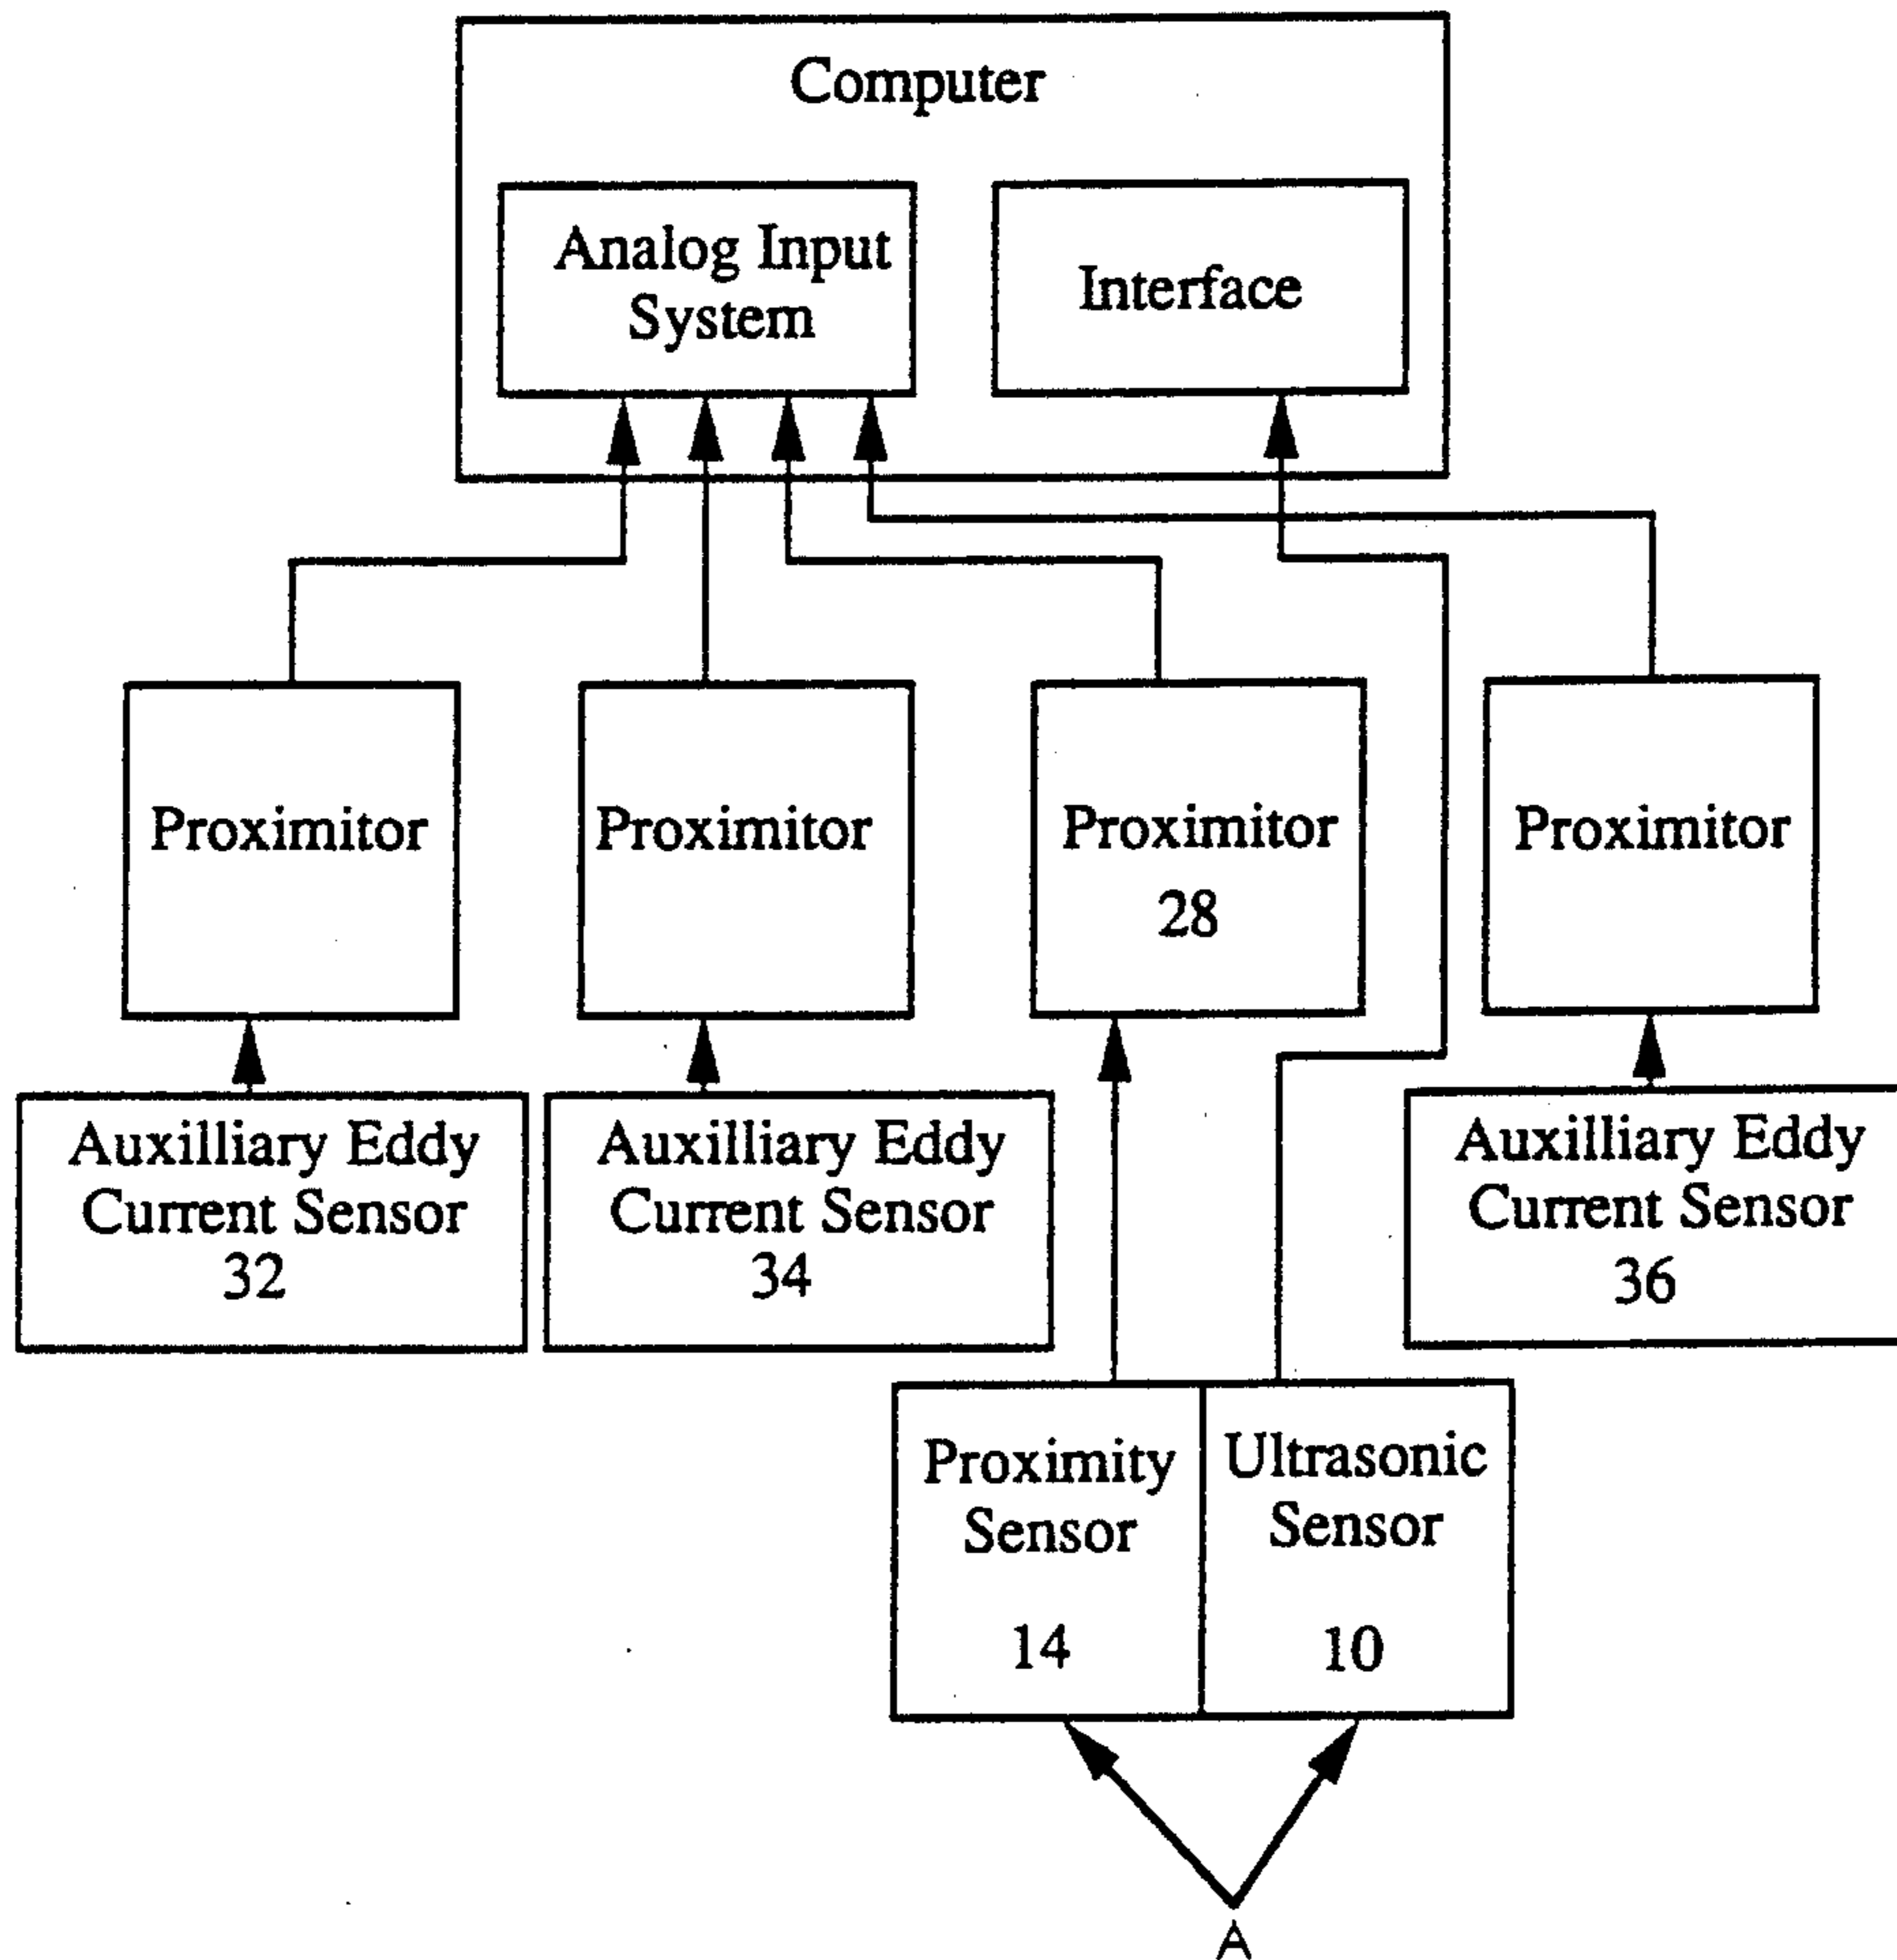 Computer
Analog Input
System
Interface
Proximitor
Proximitor
Proximitor
28
Proximitor
Auxilliary Eddy
Current Sensor
32
Auxilliary Eddy
Current Sensor
34
Auxilliary Eddy
Current Sensor
36
Proximity
Sensor
14
Ultrasonic
Sensor
10
A